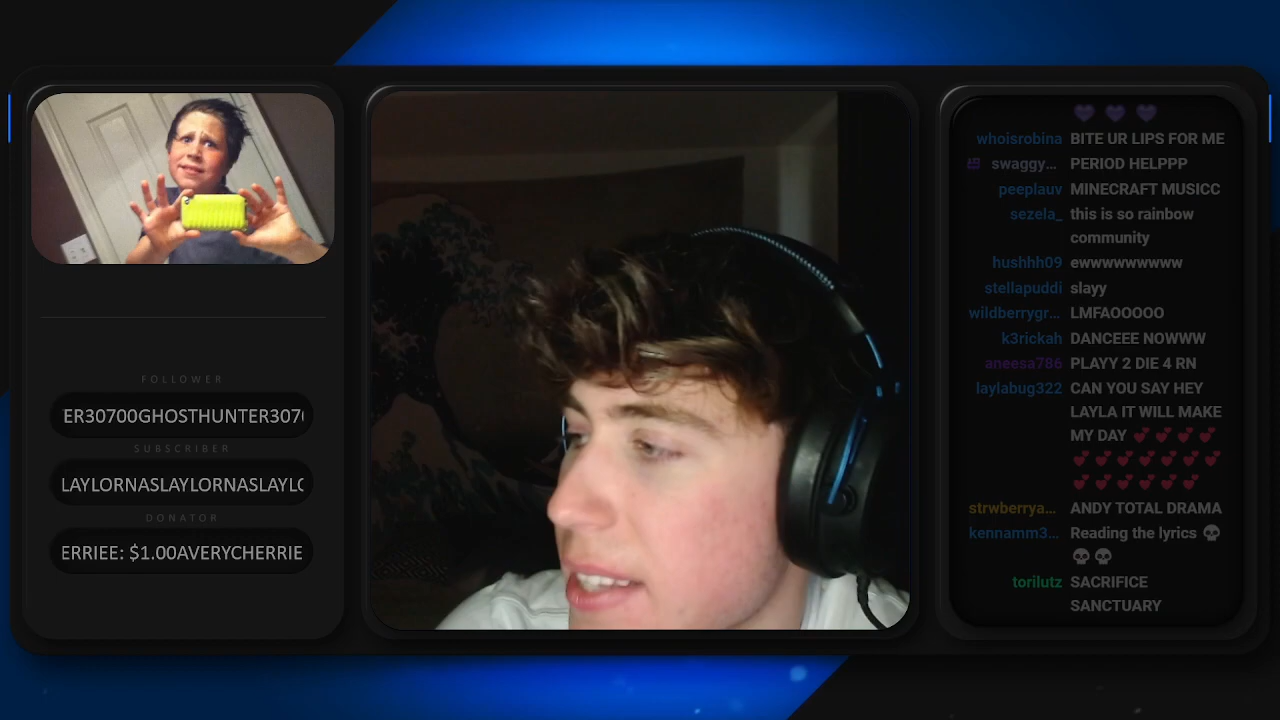 FOLLOWER
ER30700GHOSTHUNTER307
SUBSCRIBER
LAYLORNASLAYLORNASLAYLO
DONATOR
ERRIEE: $1.00AVERYCHERRIE
whoisrobina BITE UR LIPS FOR ME
swaggy… PERIOD HELPPP
peeplauv MINECRAFT MUSICC
sezela_ this is so rainbow
community
hushhh09 ewwwwwwwww
stellapuddi slayy
wildberrygr… LMFAOOOOO
k3rickah DANCEEE NOWWW
aneesa786 PLAYY 2 DIE 4 RN
laylabug322 CAN YOU SAY HEY
LAYLA IT WILL MAKE
MY DAY 💕 💕 💕 💕
💕 💕 💕 💕 💕 💕 💕
💕 💕 💕 💕 💕 💕
strwberrya… ANDY TOTAL DRAMA
kennamm3… Reading the lyrics 💀
💀 💀
torilutz SACRIFICE
SANCTUARY